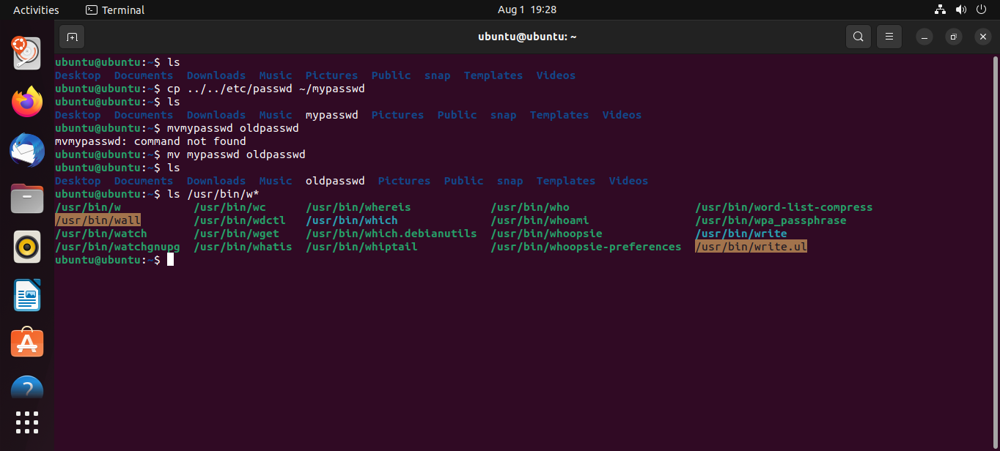 Activities Terminal Aug 1 19:28
ubuntu@ubuntu: ~
ubuntu@ubuntu:~$ ls
Desktop Documents Downloads Music Pictures Public snap Templates Videos
ubuntu@ubuntu:~$ cp ../../etc/passwd ~/mypasswd
ubuntu@ubuntu:~$ ls
Desktop Documents Downloads Music mypasswd Pictures Public snap Templates Videos
ubuntu@ubuntu:~$ mvmypasswd oldpasswd
mvmypasswd: command not found
ubuntu@ubuntu:~$ mv mypasswd oldpasswd
ubuntu@ubuntu:~$ ls
Desktop Documents Downloads Music oldpasswd Pictures Public snap Templates Videos
ubuntu@ubuntu:~$ ls /usr/bin/w*
/usr/bin/w /usr/bin/wc /usr/bin/whereis /usr/bin/who /usr/bin/word-list-compress
/usr/bin/wall /usr/bin/wdctl /usr/bin/which /usr/bin/whoami /usr/bin/wpa_passphrase
/usr/bin/watch /usr/bin/wget /usr/bin/which.debianutils /usr/bin/whoopsie /usr/bin/write
/usr/bin/watchgnupg /usr/bin/whatis /usr/bin/whiptail /usr/bin/whoopsie-preferences /usr/bin/write.ul
ubuntu@ubuntu:~$